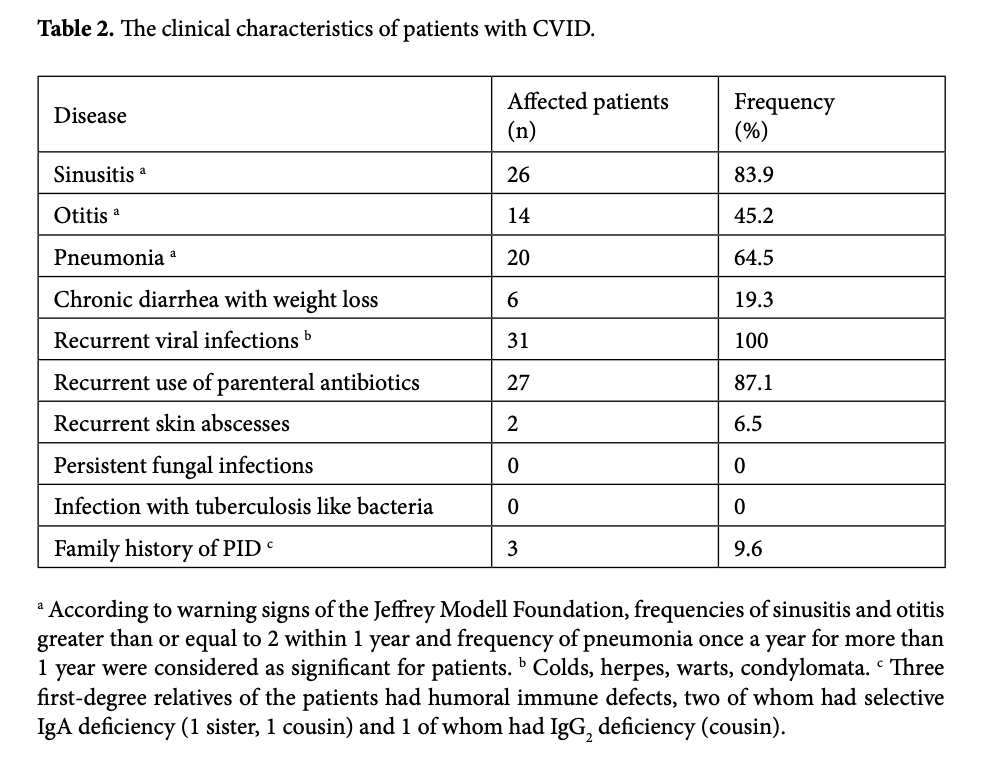 Table 2. The clinical characteristics of patients with CVID.
Disease Affected patients (n) Frequency (%)
Sinusitis ᵃ 26 83.9
Otitis ᵃ 14 45.2
Pneumonia ᵃ 20 64.5
Chronic diarrhea with weight loss 6 19.3
Recurrent viral infections ᵇ 31 100
Recurrent use of parenteral antibiotics 27 87.1
Recurrent skin abscesses 2 6.5
Persistent fungal infections 0 0
Infection with tuberculosis like bacteria 0 0
Family history of PID ᶜ 3 9.6
ᵃ According to warning signs of the Jeffrey Modell Foundation, frequencies of sinusitis and otitis
greater than or equal to 2 within 1 year and frequency of pneumonia once a year for more than
1 year were considered as significant for patients. ᵇ Colds, herpes, warts, condylomata. ᶜ Three
first-degree relatives of the patients had humoral immune defects, two of whom had selective
IgA deficiency (1 sister, 1 cousin) and 1 of whom had IgG₂ deficiency (cousin).